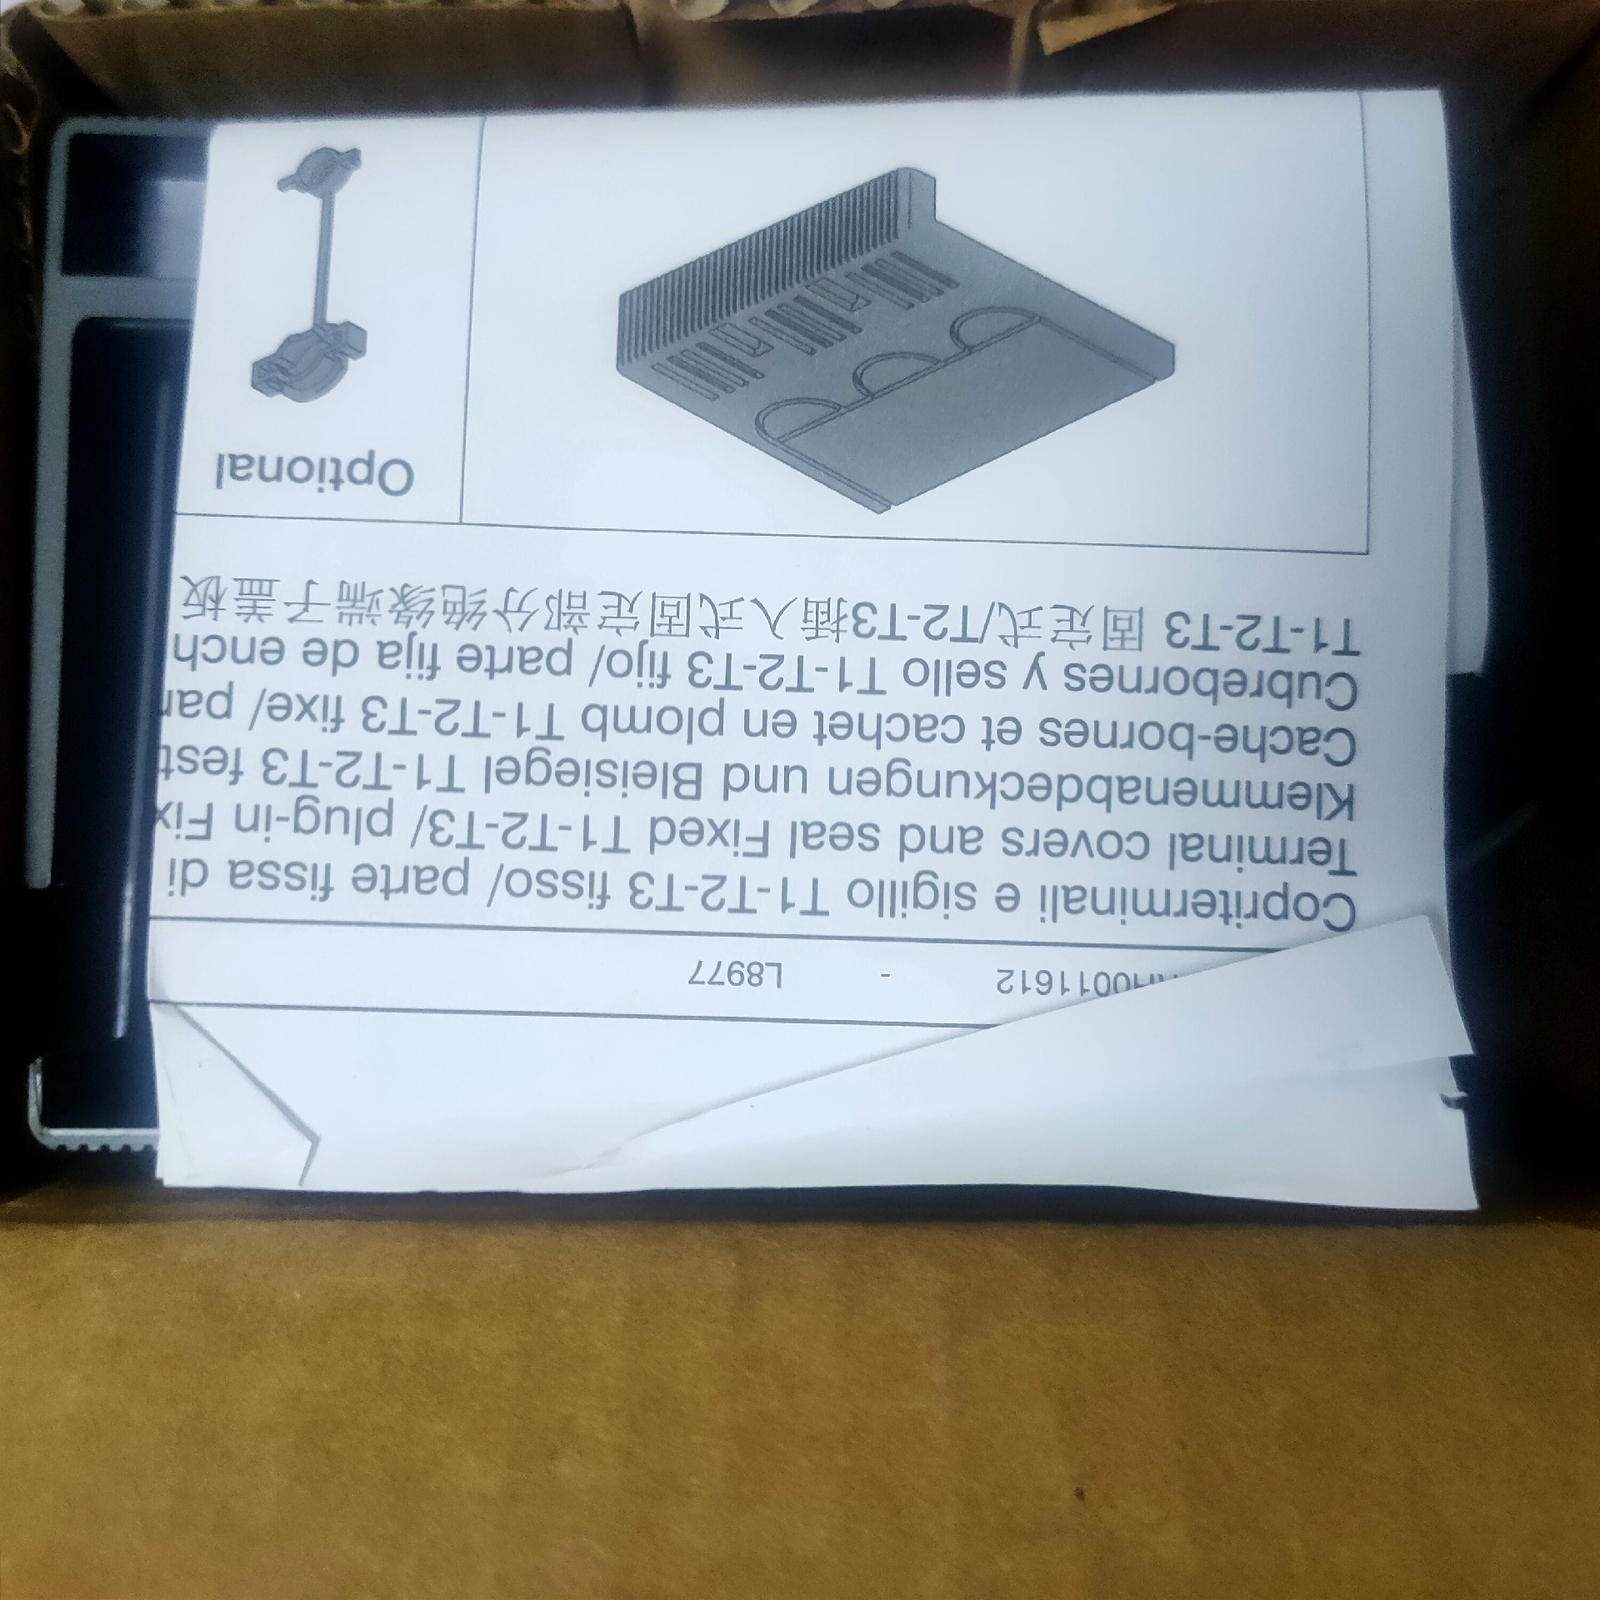 0011612 - L8977
Copriterminali e sigillo T1-T2-T3 fisso/ parte fissa di
Terminal covers and seal Fixed T1-T2-T3/ plug-in Fix
Klemmenabdeckungen und Bleisiegel T1-T2-T3 fest
Cache-bornes et cachet en plomb T1-T2-T3 fixe/ par
Cubrebornes y sello T1-T2-T3 fijo/ parte fija de ench
T1-T2-T3 固定式/T2-T3插入式固定部分绝缘端子盖板
Optional